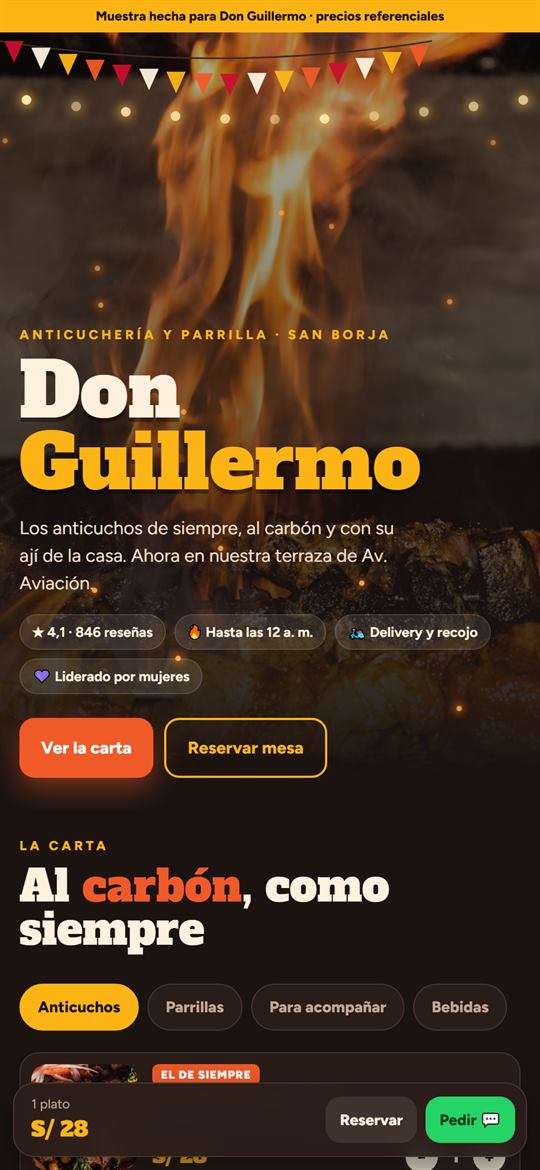 Muestra hecha para Don Guillermo · precios referenciales
ANTICUCHERÍA Y PARRILLA · SAN BORJA
Don
Guillermo
Los anticuchos de siempre, al carbón y con su
ají de la casa. Ahora en nuestra terraza de Av.
Aviación.
★ 4,1 · 846 reseñas
🔥 Hasta las 12 a. m.
🛵 Delivery y recojo
💜 Liderado por mujeres
Ver la carta
Reservar mesa
LA CARTA
Al carbón, como
siempre
Anticuchos
Parrillas
Para acompañar
Bebidas
EL DE SIEMPRE
1 plato
S/ 28
Reservar
Pedir 💬
S/ 28